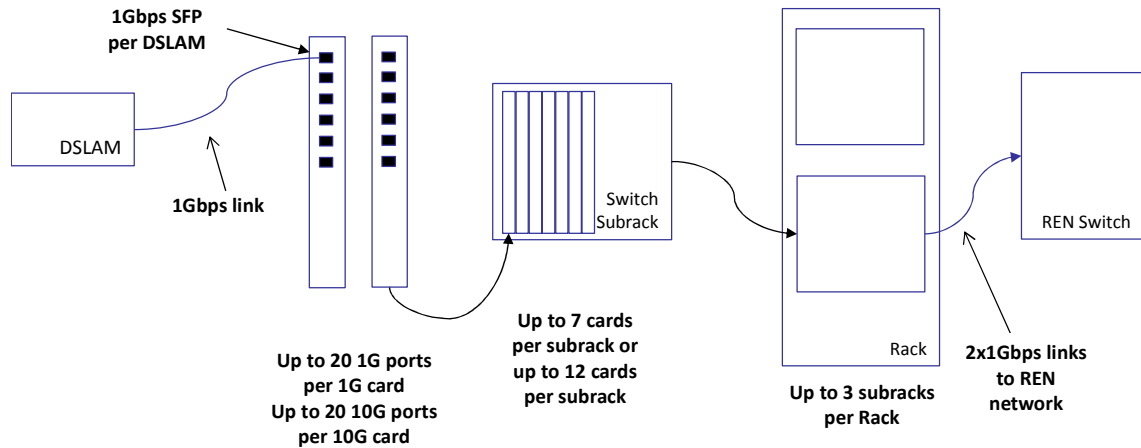 1Gbps SFP
per DSLAM
DSLAM
1Gbps link
Up to 20 1G ports
per 1G card
Up to 20 10G ports
per 10G card
Switch
Subrack
Up to 7 cards
per subrack or
up to 12 cards
per subrack
Rack
Up to 3 subracks
per Rack
REN Switch
2x1Gbps links
to REN
network